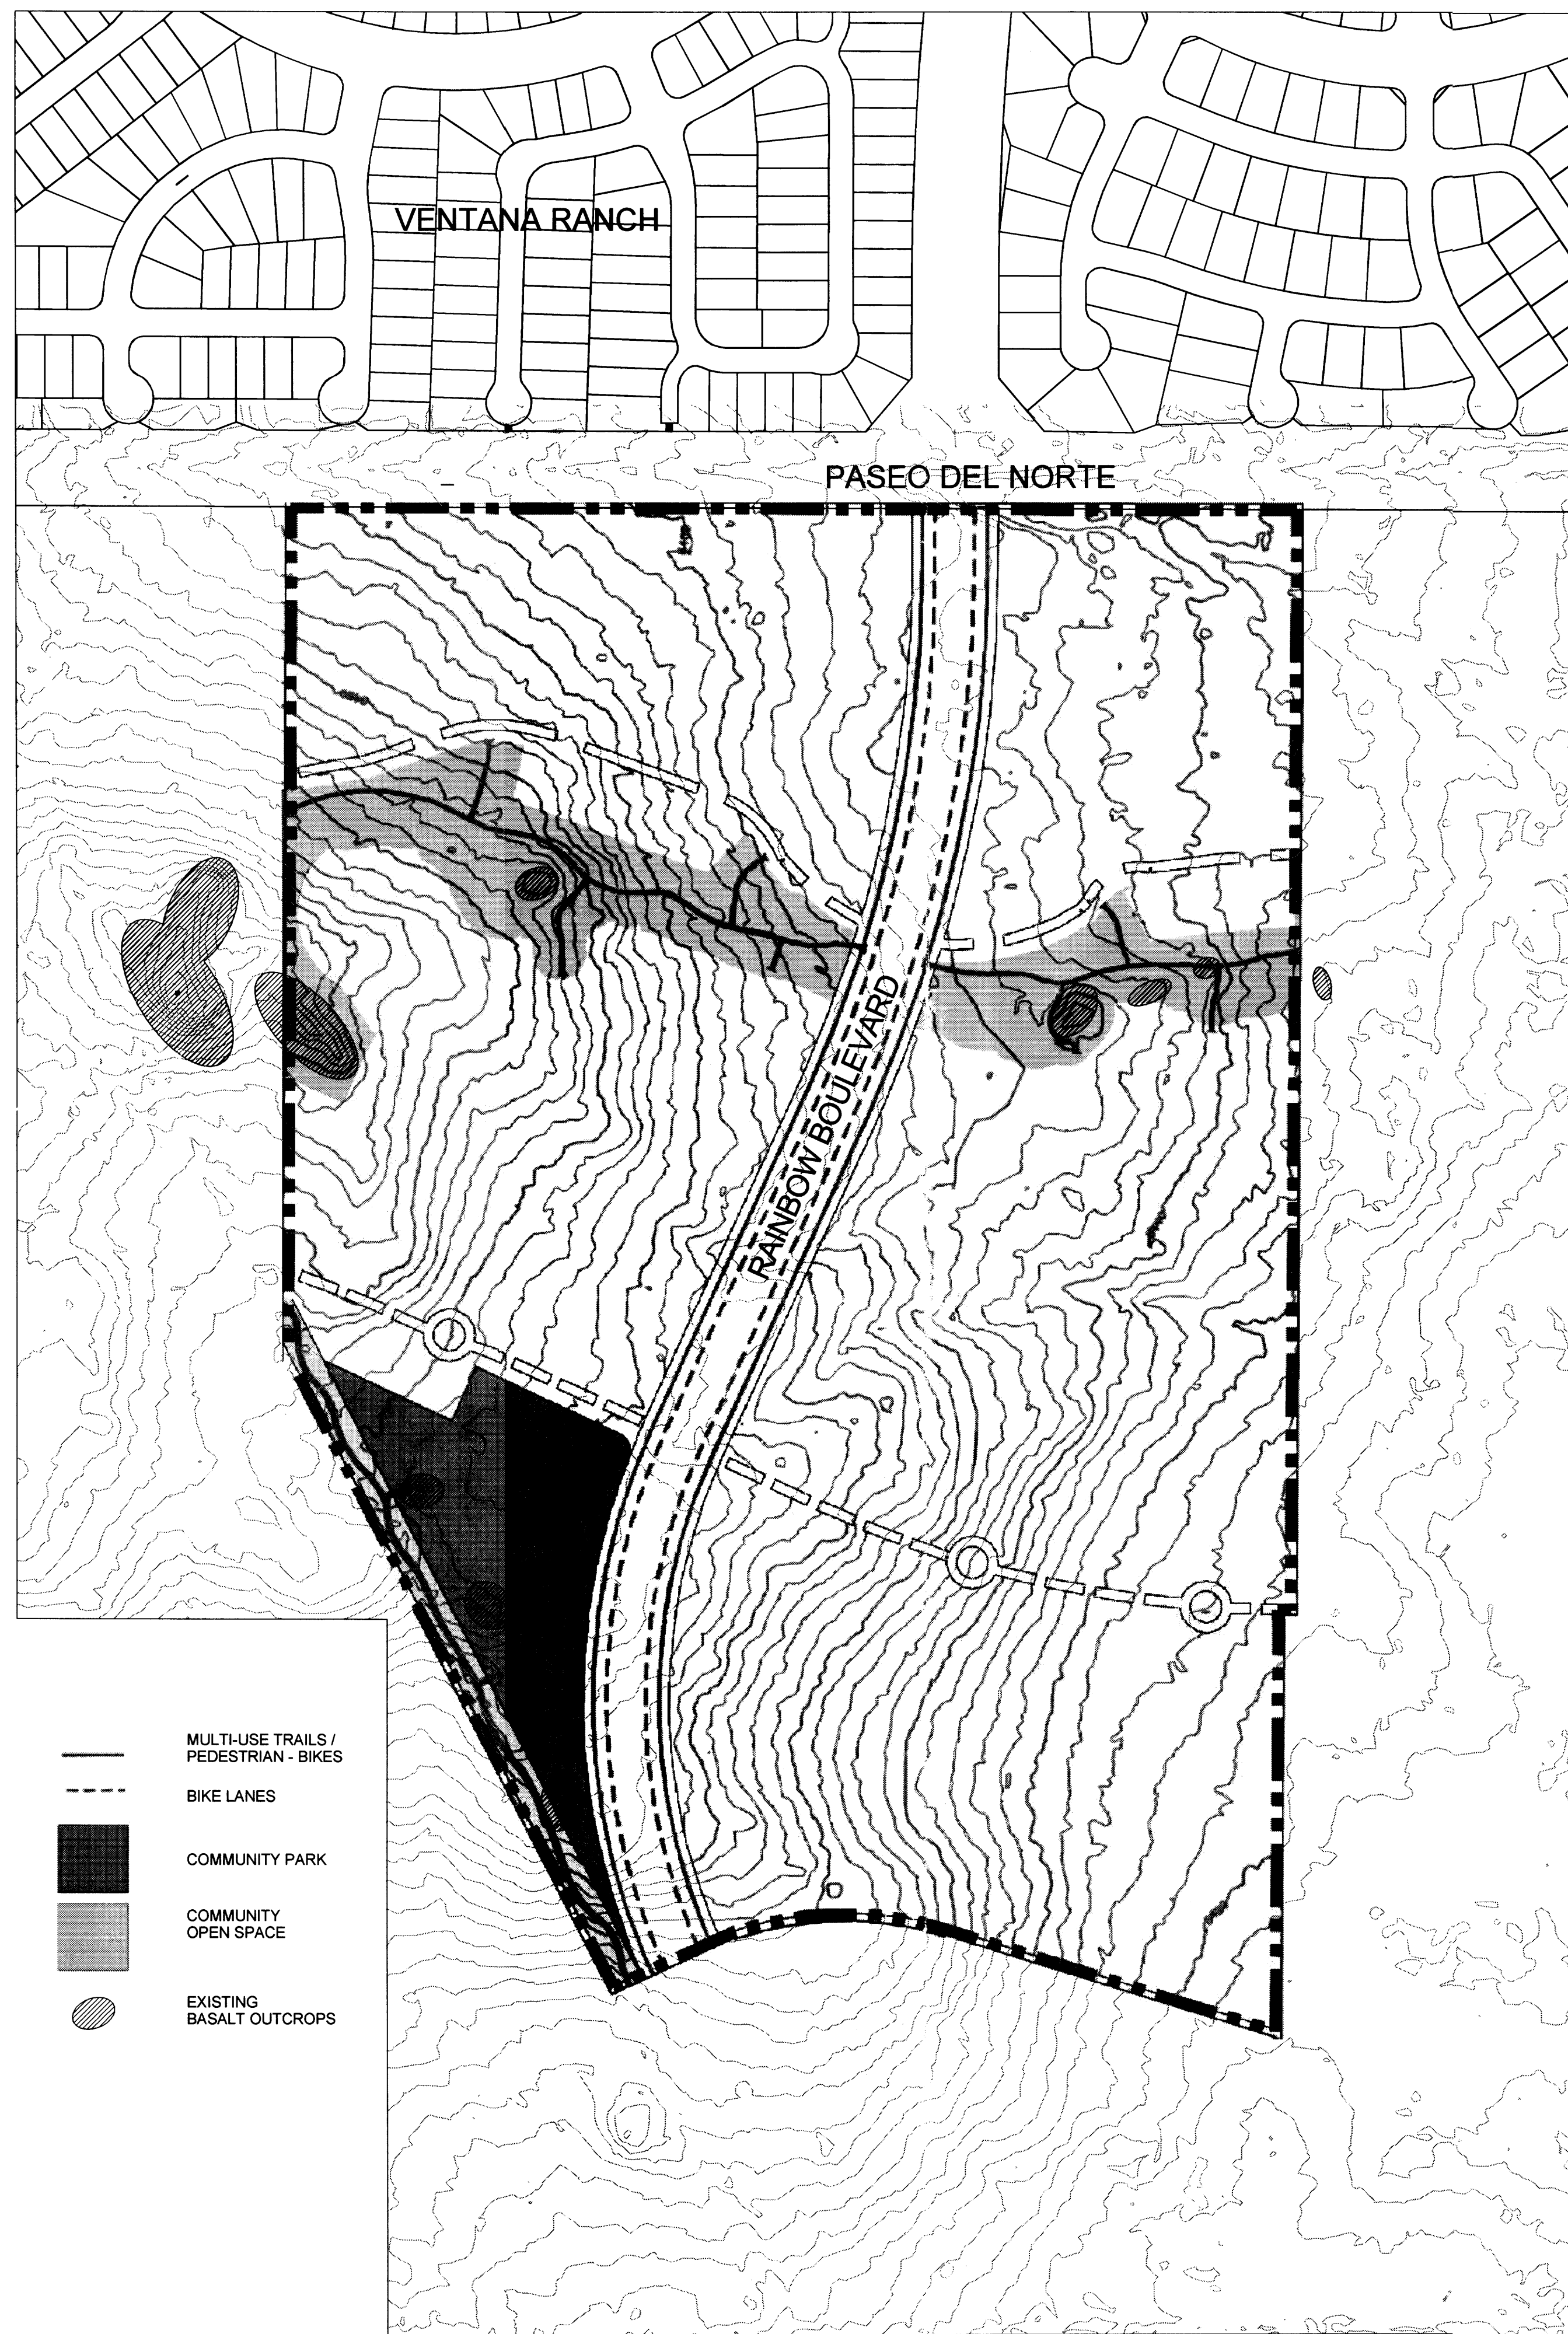 VENTANA RANCH
PASEO DEL NORTE
RAINBOW BOULEVARD
MULTI-USE TRAILS /
PEDESTRIAN - BIKES
BIKE LANES
COMMUNITY PARK
COMMUNITY
OPEN SPACE
EXISTING
BASALT OUTCROPS